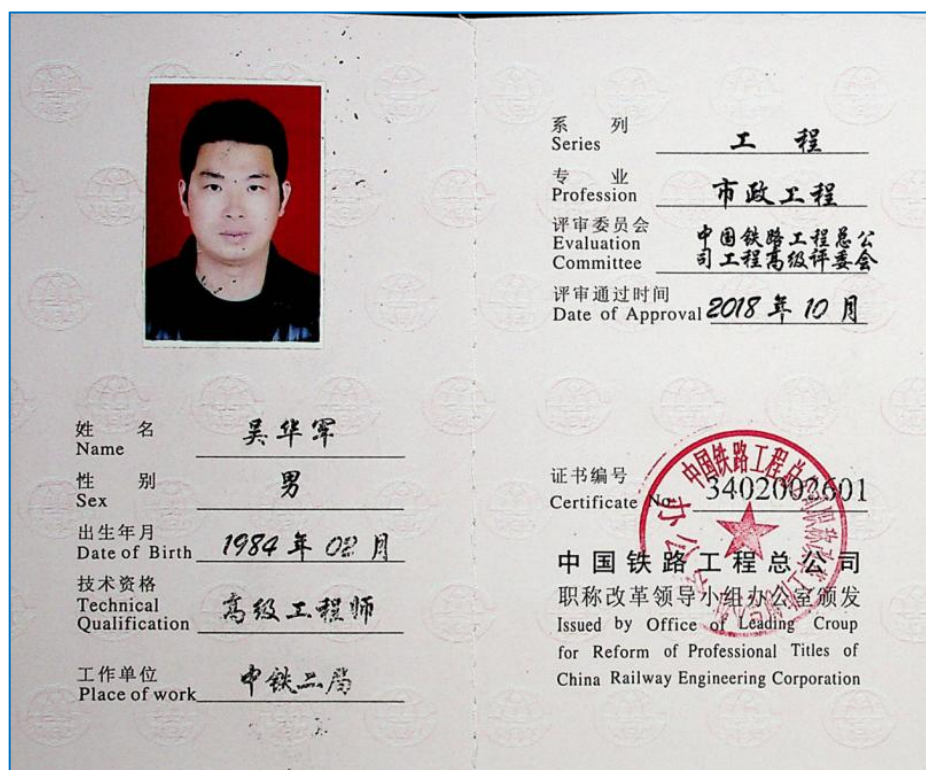 姓 名 吴华军
Name
性 别 男
Sex
出生年月
Date of Birth 1984 年 02 月
技术资格
Technical
Qualification 高级工程师
工作单位
Place of work 中铁二局
系 列
Series 工 程
专 业
Profession 市政工程
评审委员会
Evaluation 中国铁路工程总公
Committee 司工程高级评委会
评审通过时间
Date of Approval 2018 年 10 月
证书编号
Certificate No. 3402002601
中国铁路工程总公司
职称改革领导小组办公室颁发
Issued by Office of Leading Croup
for Reform of Professional Titles of
China Railway Engineering Corporation
中国铁路工程总
办公